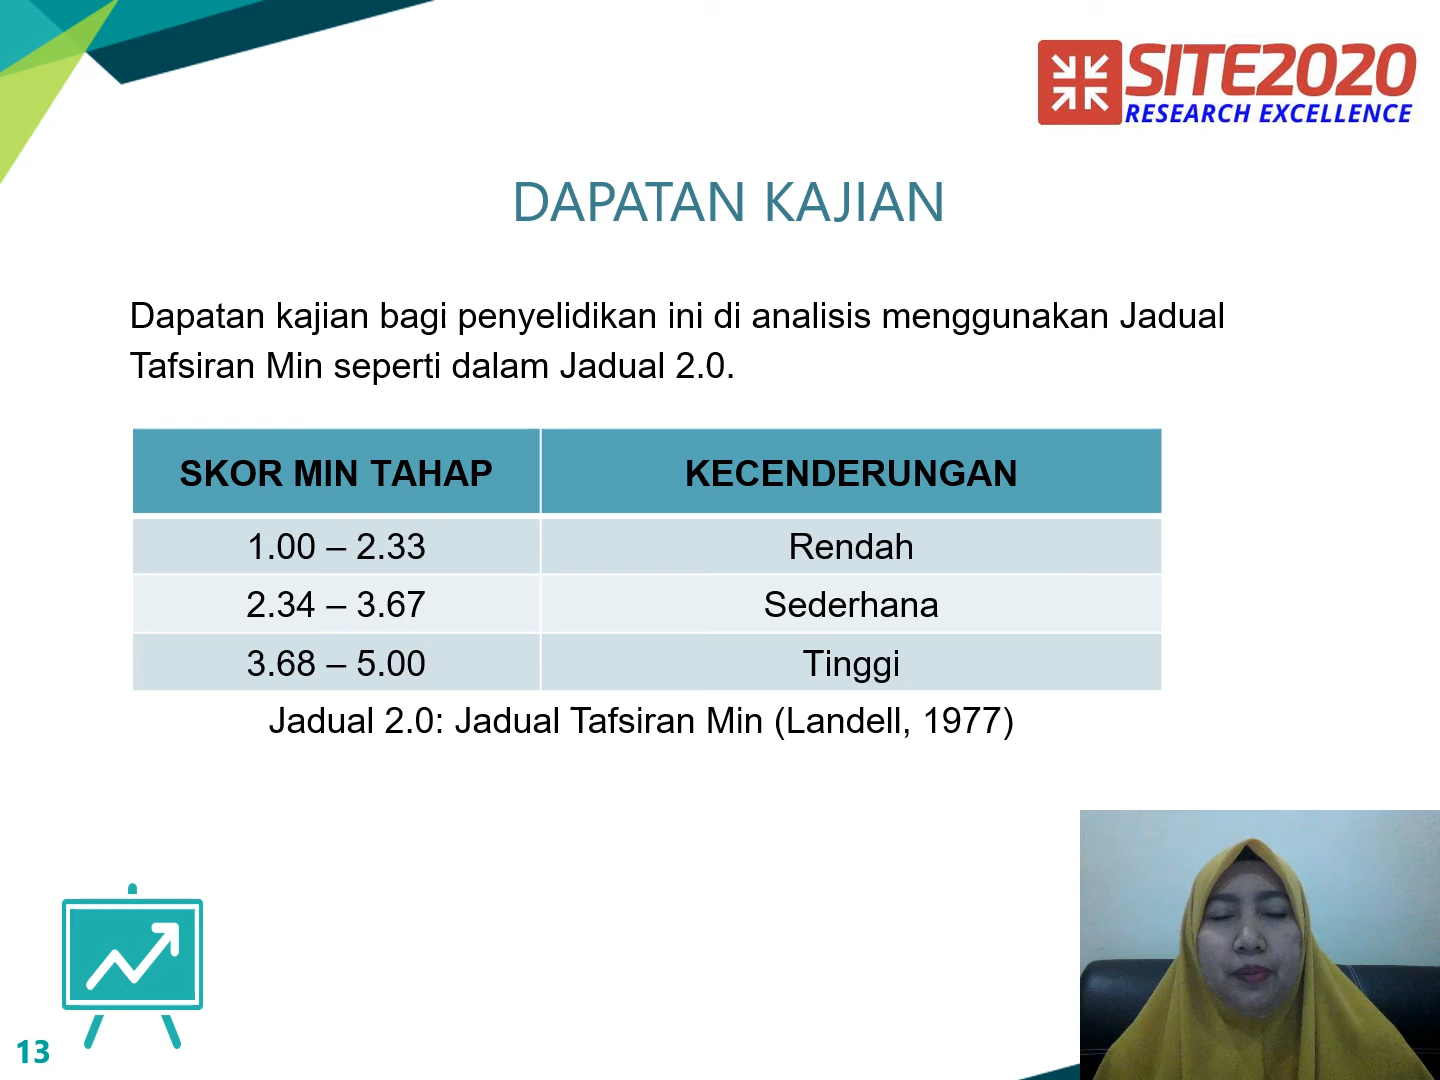 SITE2020
RESEARCH EXCELLENCE
DAPATAN KAJIAN
Dapatan kajian bagi penyelidikan ini di analisis menggunakan Jadual
Tafsiran Min seperti dalam Jadual 2.0.
SKOR MIN TAHAP KECENDERUNGAN
1.00 – 2.33 Rendah
2.34 – 3.67 Sederhana
3.68 – 5.00 Tinggi
Jadual 2.0: Jadual Tafsiran Min (Landell, 1977)
13